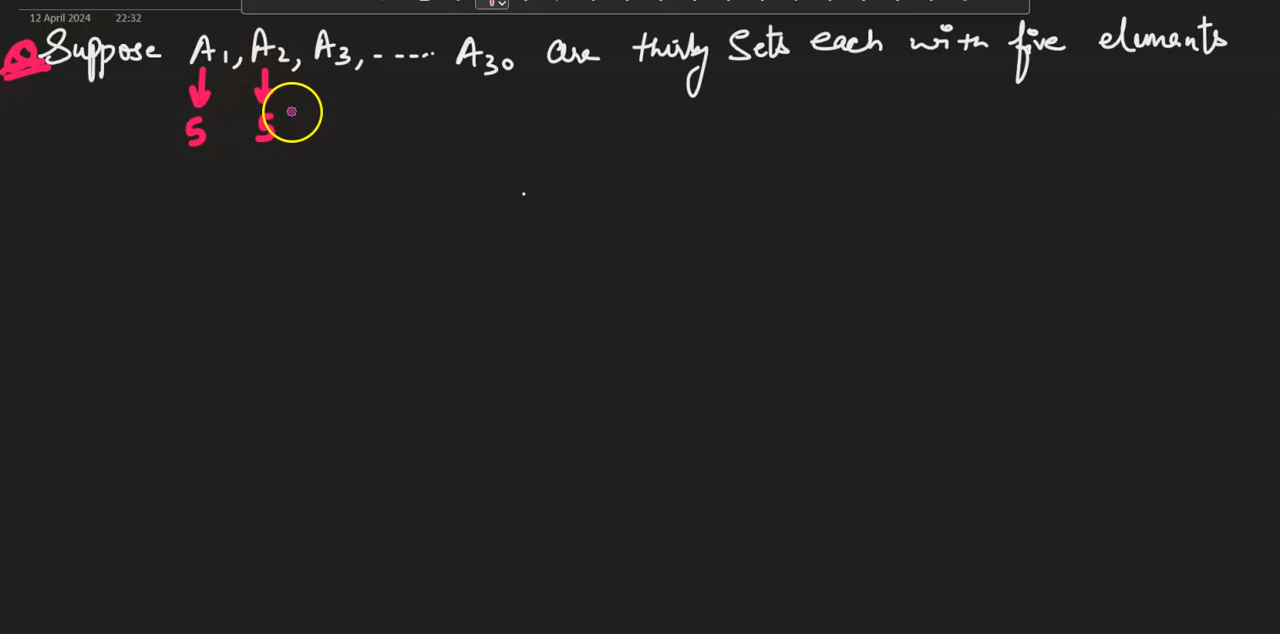 12 April 2024 22:32
Q Suppose A1, A2, A3, ------ A30 are thirty Sets each with five elements
5 5